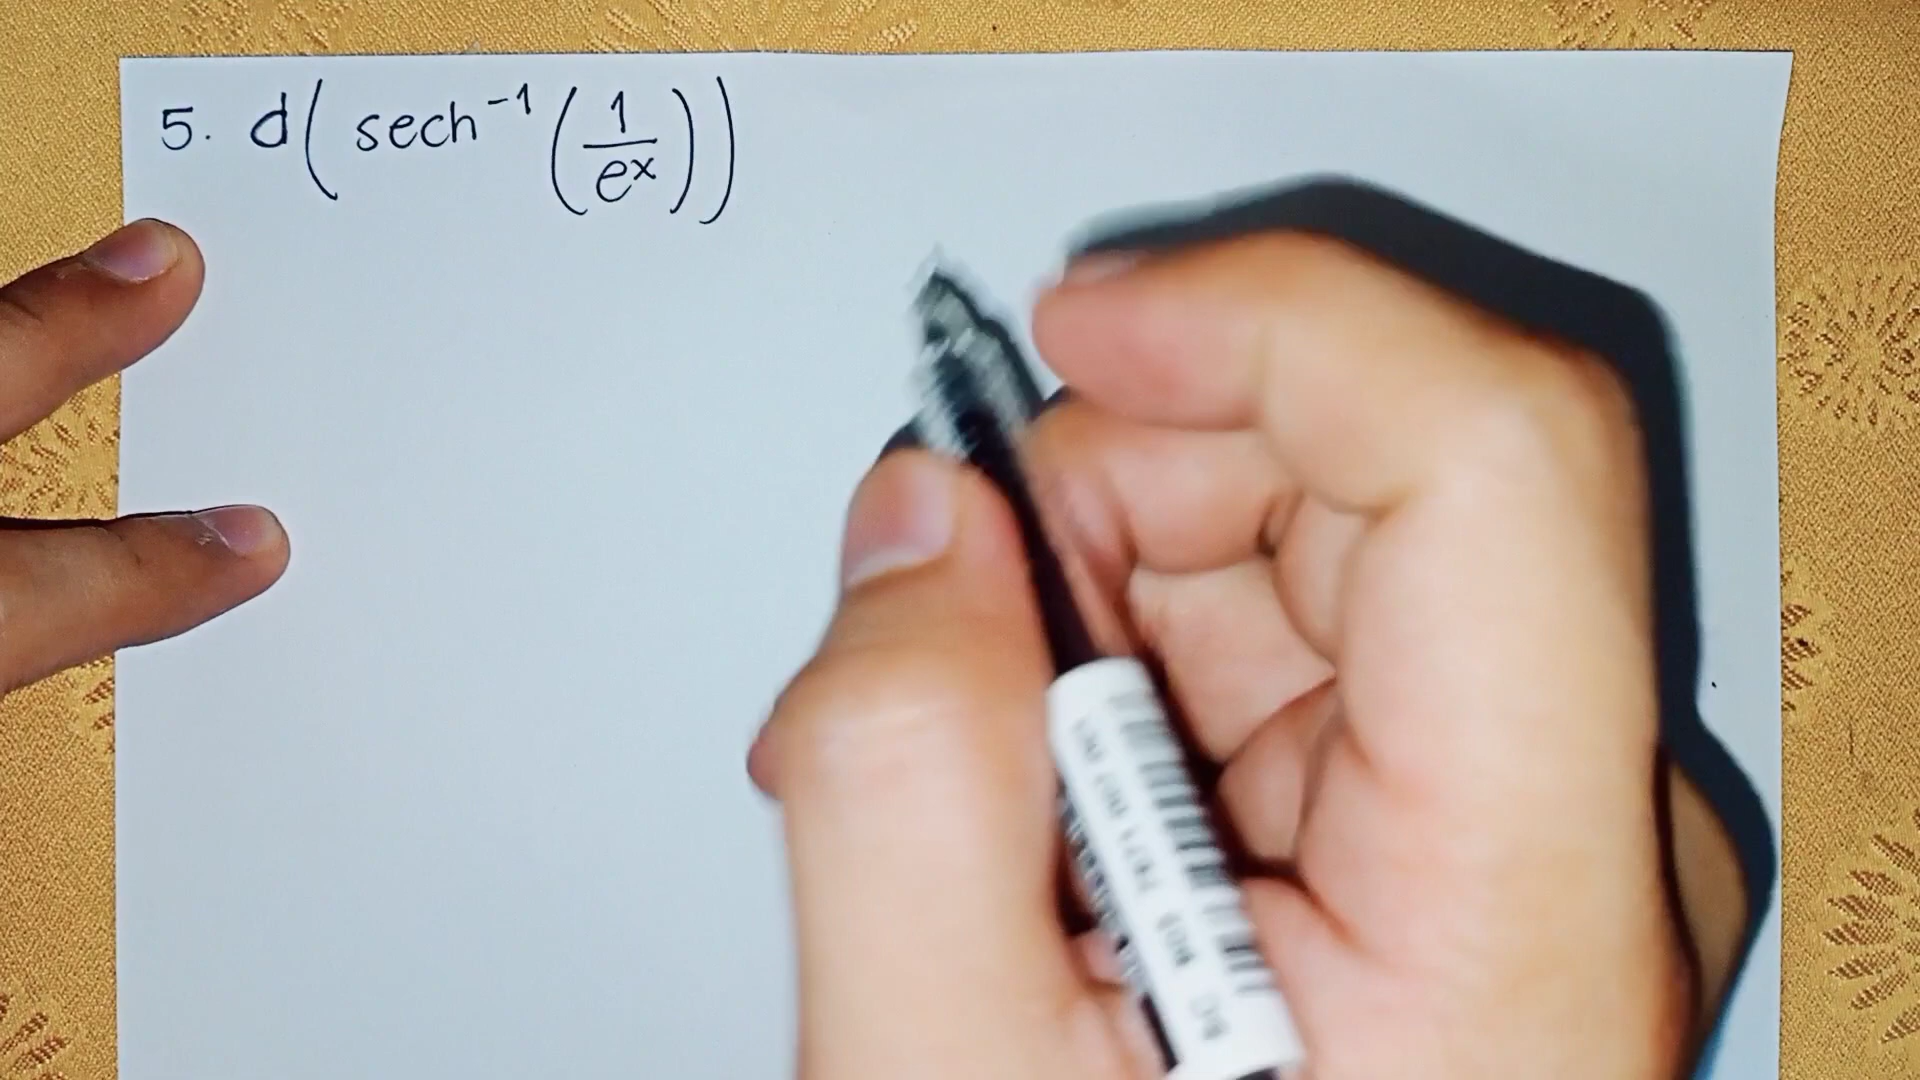 5. d( sech⁻¹ (1/eˣ))